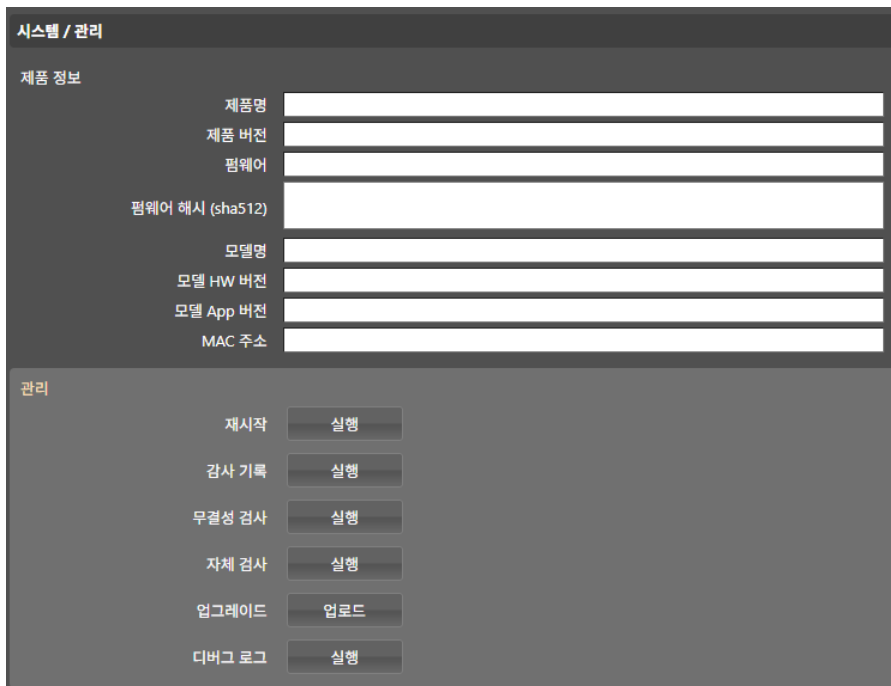 시스템 / 관리
제품 정보
제품명
제품 버전
펌웨어
펌웨어 해시 (sha512)
모델명
모델 HW 버전
모델 App 버전
MAC 주소
관리
재시작 실행
감사 기록 실행
무결성 검사 실행
자체 검사 실행
업그레이드 업로드
디버그 로그 실행